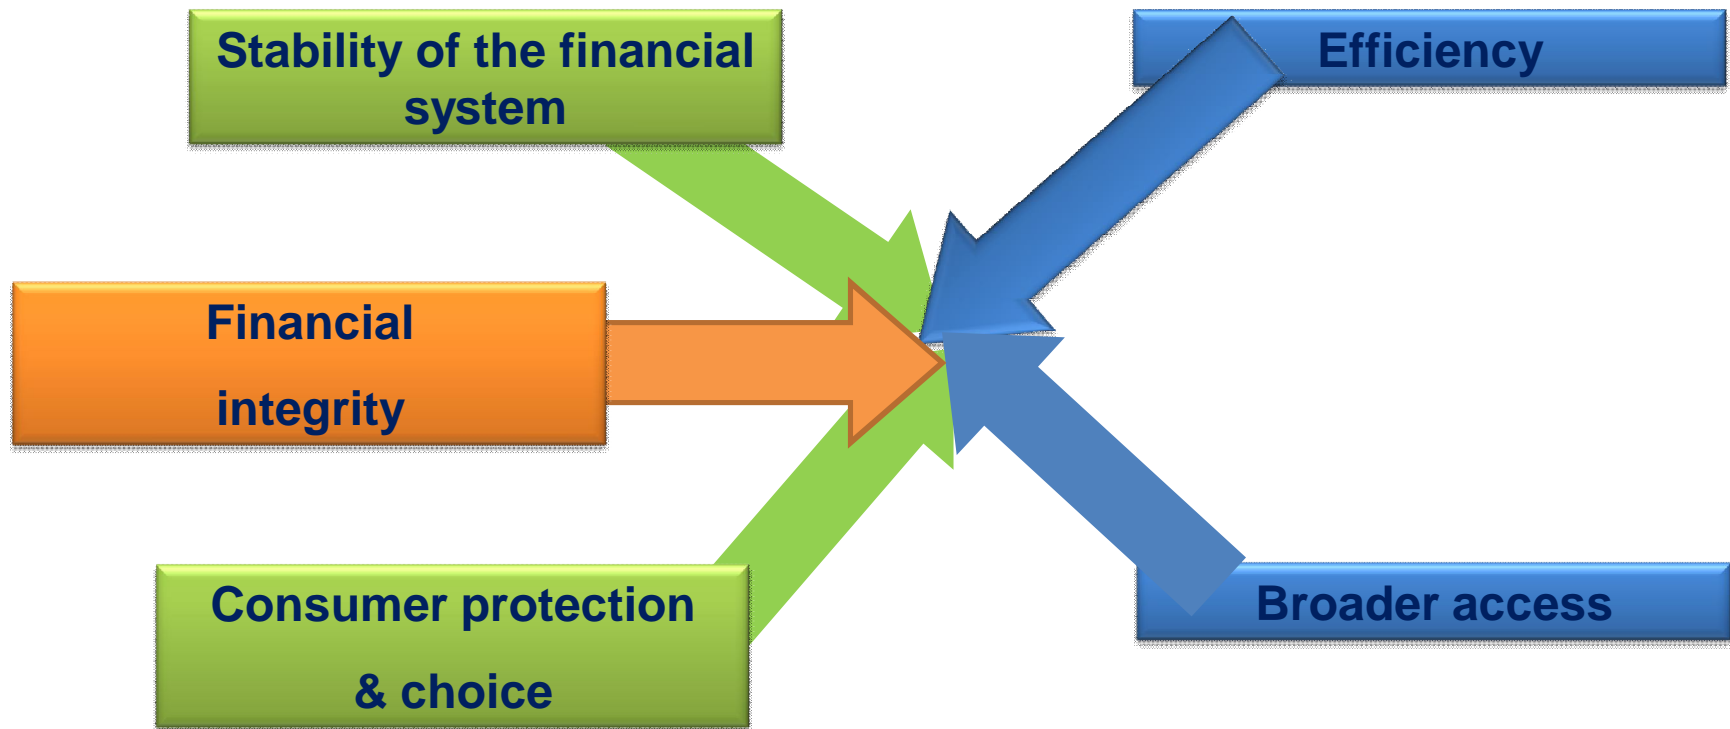 Stability of the financial
system
Efficiency
Financial
integrity
Consumer protection
& choice
Broader access